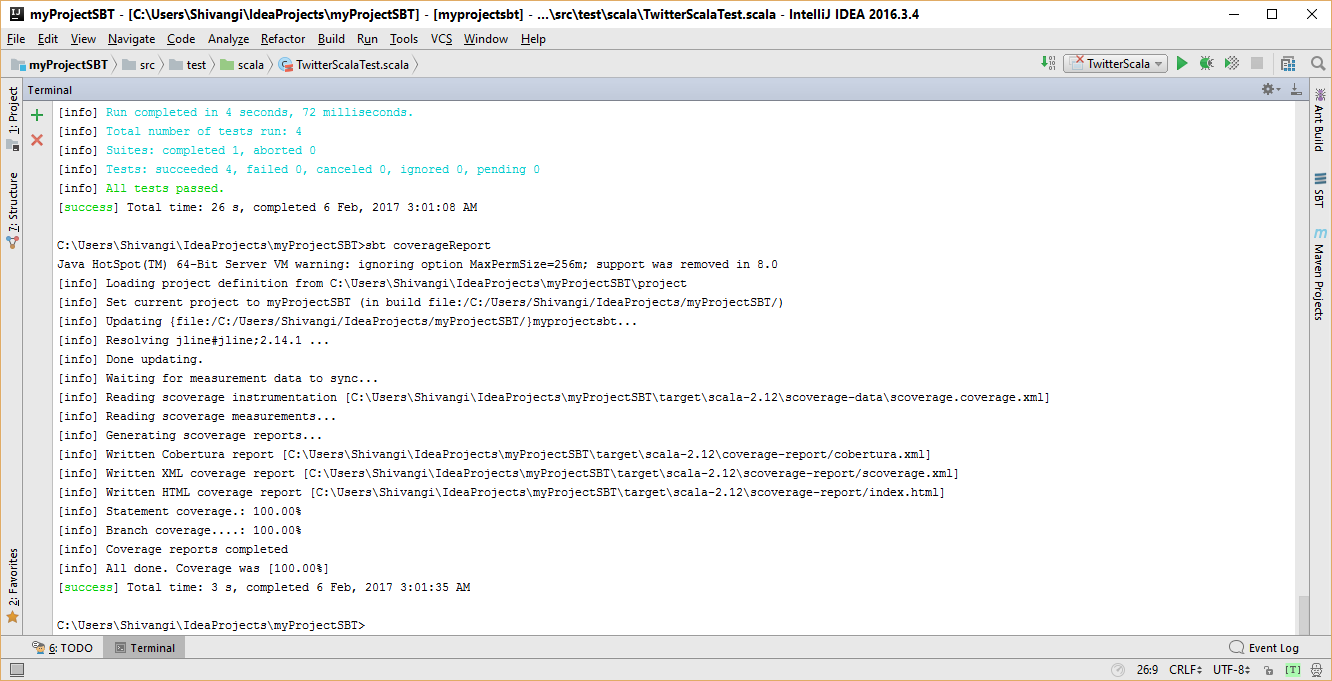 myProjectSBT - [C:\Users\Shivangi\IdeaProjects\myProjectSBT] - [myprojectsbt] - ...\src\test\scala\TwitterScalaTest.scala - IntelliJ IDEA 2016.3.4
File Edit View Navigate Code Analyze Refactor Build Run Tools VCS Window Help
myProjectSBT src test scala TwitterScalaTest.scala TwitterScala
Terminal
1: Project
7: Structure
2: Favorites
[info] Run completed in 4 seconds, 72 milliseconds.
[info] Total number of tests run: 4
[info] Suites: completed 1, aborted 0
[info] Tests: succeeded 4, failed 0, canceled 0, ignored 0, pending 0
[info] All tests passed.
[success] Total time: 26 s, completed 6 Feb, 2017 3:01:08 AM
C:\Users\Shivangi\IdeaProjects\myProjectSBT>sbt coverageReport
Java HotSpot(TM) 64-Bit Server VM warning: ignoring option MaxPermSize=256m; support was removed in 8.0
[info] Loading project definition from C:\Users\Shivangi\IdeaProjects\myProjectSBT\project
[info] Set current project to myProjectSBT (in build file:/C:/Users/Shivangi/IdeaProjects/myProjectSBT/)
[info] Updating {file:/C:/Users/Shivangi/IdeaProjects/myProjectSBT/}myprojectsbt...
[info] Resolving jline#jline;2.14.1 ...
[info] Done updating.
[info] Waiting for measurement data to sync...
[info] Reading scoverage instrumentation [C:\Users\Shivangi\IdeaProjects\myProjectSBT\target\scala-2.12\scoverage-data\scoverage.coverage.xml]
[info] Reading scoverage measurements...
[info] Generating scoverage reports...
[info] Written Cobertura report [C:\Users\Shivangi\IdeaProjects\myProjectSBT\target\scala-2.12\coverage-report/cobertura.xml]
[info] Written XML coverage report [C:\Users\Shivangi\IdeaProjects\myProjectSBT\target\scala-2.12\scoverage-report/scoverage.xml]
[info] Written HTML coverage report [C:\Users\Shivangi\IdeaProjects\myProjectSBT\target\scala-2.12\scoverage-report/index.html]
[info] Statement coverage.: 100.00%
[info] Branch coverage....: 100.00%
[info] Coverage reports completed
[info] All done. Coverage was [100.00%]
[success] Total time: 3 s, completed 6 Feb, 2017 3:01:35 AM
C:\Users\Shivangi\IdeaProjects\myProjectSBT>
Ant Build
SBT
Maven Projects
6: TODO Terminal Event Log
26:9 CRLF UTF-8 [T]